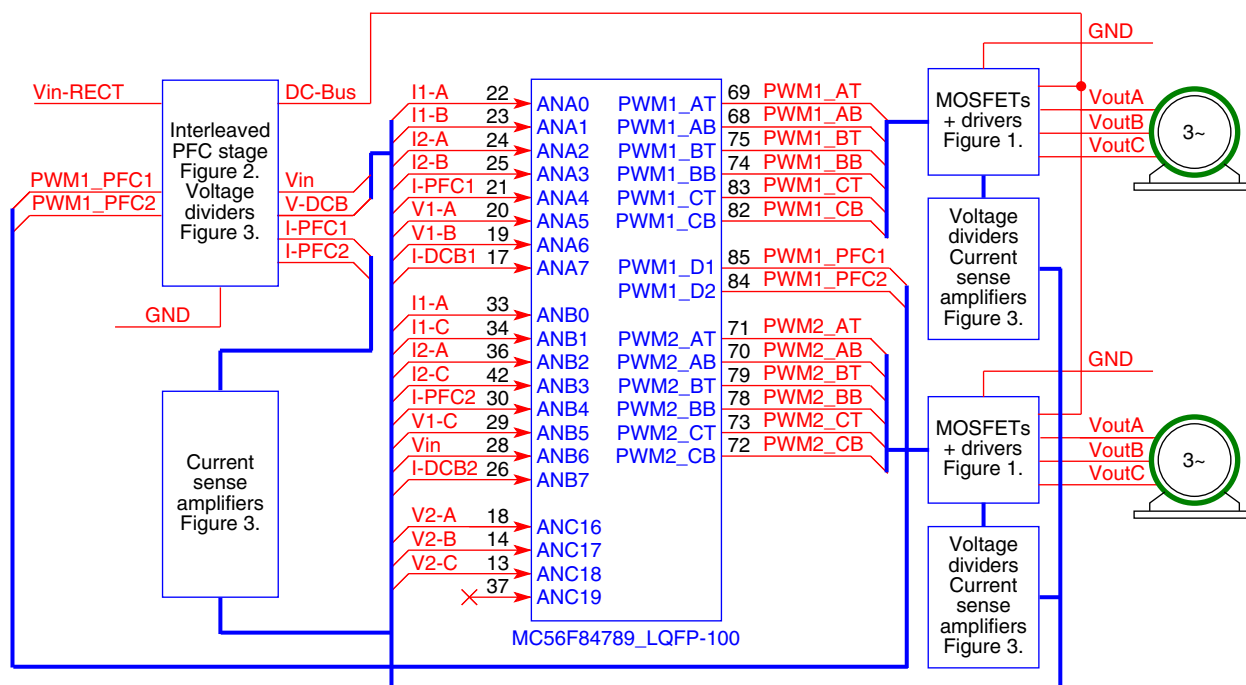 GND
Vin-RECT
DC-Bus
Interleaved
PFC stage
Figure 2.
Voltage
dividers
Figure 3.
PWM1_PFC1
PWM1_PFC2
Vin
V-DCB
I-PFC1
I-PFC2
GND
Current
sense
amplifiers
Figure 3.
I1-A 22 ANA0
I1-B 23 ANA1
I2-A 24 ANA2
I2-B 25 ANA3
I-PFC1 21 ANA4
V1-A 20 ANA5
V1-B 19 ANA6
I-DCB1 17 ANA7
I1-A 33 ANB0
I1-C 34 ANB1
I2-A 36 ANB2
I2-C 42 ANB3
I-PFC2 30 ANB4
V1-C 29 ANB5
Vin 28 ANB6
I-DCB2 26 ANB7
V2-A 18 ANC16
V2-B 14 ANC17
V2-C 13 ANC18
37 ANC19
PWM1_AT 69 PWM1_AT
PWM1_AB 68 PWM1_AB
PWM1_BT 75 PWM1_BT
PWM1_BB 74 PWM1_BB
PWM1_CT 83 PWM1_CT
PWM1_CB 82 PWM1_CB
PWM1_D1 85 PWM1_PFC1
PWM1_D2 84 PWM1_PFC2
PWM2_AT 71 PWM2_AT
PWM2_AB 70 PWM2_AB
PWM2_BT 79 PWM2_BT
PWM2_BB 78 PWM2_BB
PWM2_CT 73 PWM2_CT
PWM2_CB 72 PWM2_CB
MC56F84789_LQFP-100
MOSFETs
+ drivers
Figure 1.
VoutA
VoutB
VoutC
3~
Voltage
dividers
Current
sense
amplifiers
Figure 3.
GND
MOSFETs
+ drivers
Figure 1.
VoutA
VoutB
VoutC
3~
Voltage
dividers
Current
sense
amplifiers
Figure 3.